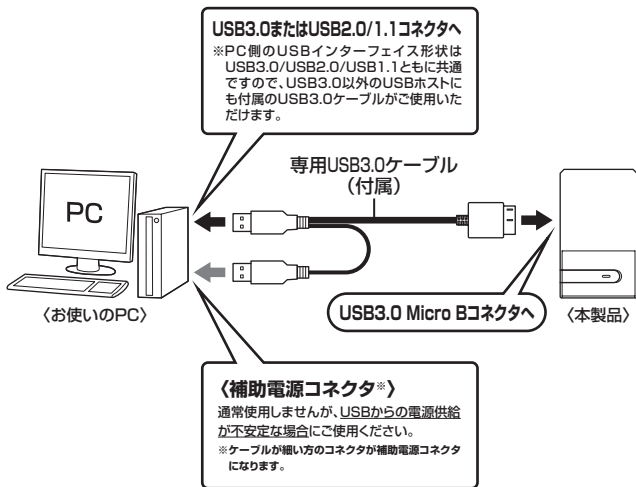 USB3.0またはUSB2.0/1.1コネクタへ
※PC側のUSBインターフェイス形状は
USB3.0/USB2.0/USB1.1ともに共通
ですので、USB3.0以外のUSBホストに
も付属のUSB3.0ケーブルがご使用いた
だけます。
専用USB3.0ケーブル
（付属）
PC
USB3.0 Micro Bコネクタへ
〈お使いのPC〉
〈本製品〉
〈補助電源コネクタ※〉
通常使用しませんが、USBからの電源供給
が不安定な場合にご使用ください。
※ケーブルが細い方のコネクタが補助電源コネクタ
になります。